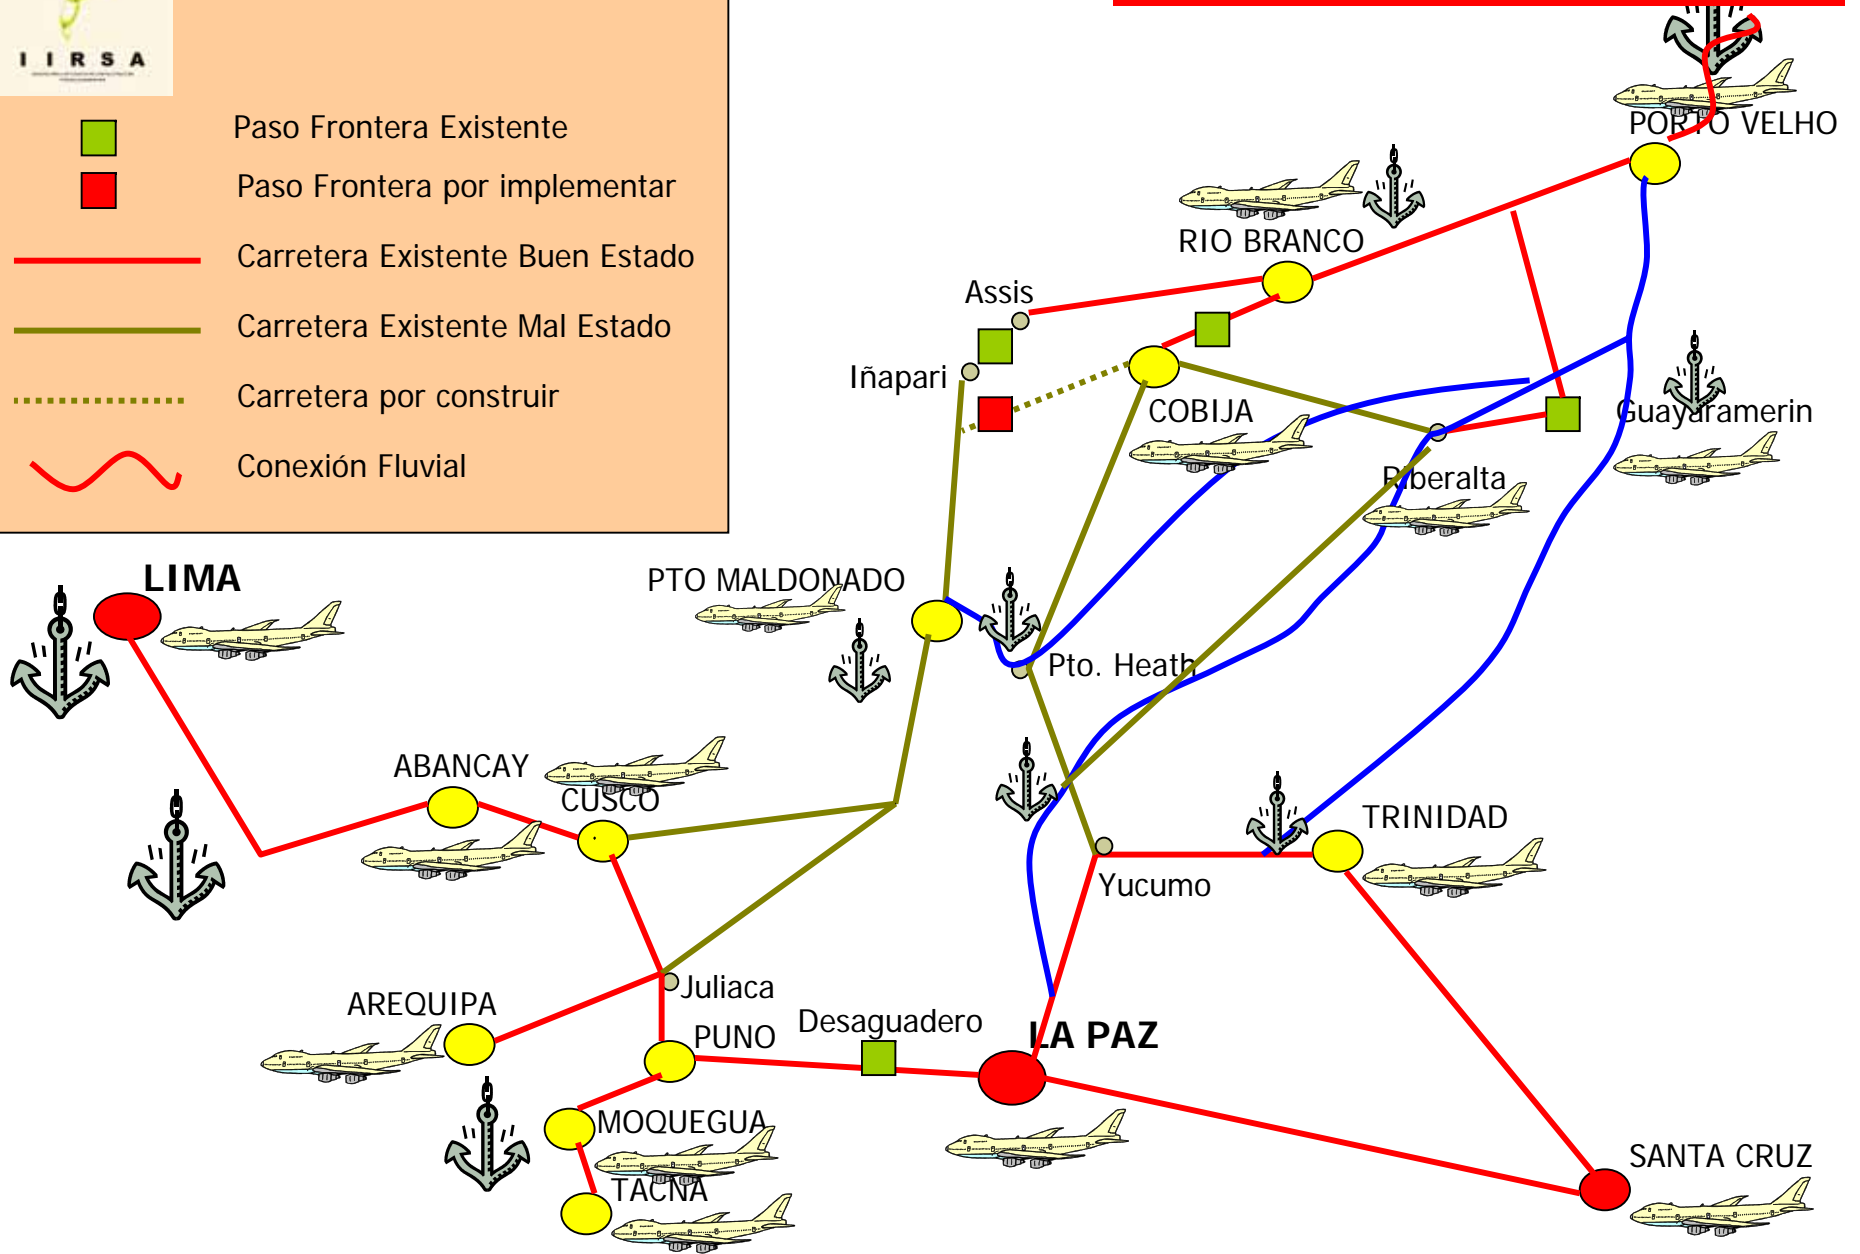 I I R S A
Paso Frontera Existente
Paso Frontera por implementar
Carretera Existente Buen Estado
Carretera Existente Mal Estado
Carretera por construir
Conexión Fluvial
PORTO VELHO
RIO BRANCO
Assis
Iñapari
COBIJA
Guayaramerin
Riberalta
LIMA
PTO MALDONADO
Pto. Heath
ABANCAY
CUSCO
TRINIDAD
Yucumo
Juliaca
AREQUIPA
Desaguadero
PUNO
LA PAZ
MOQUEGUA
SANTA CRUZ
TACNA